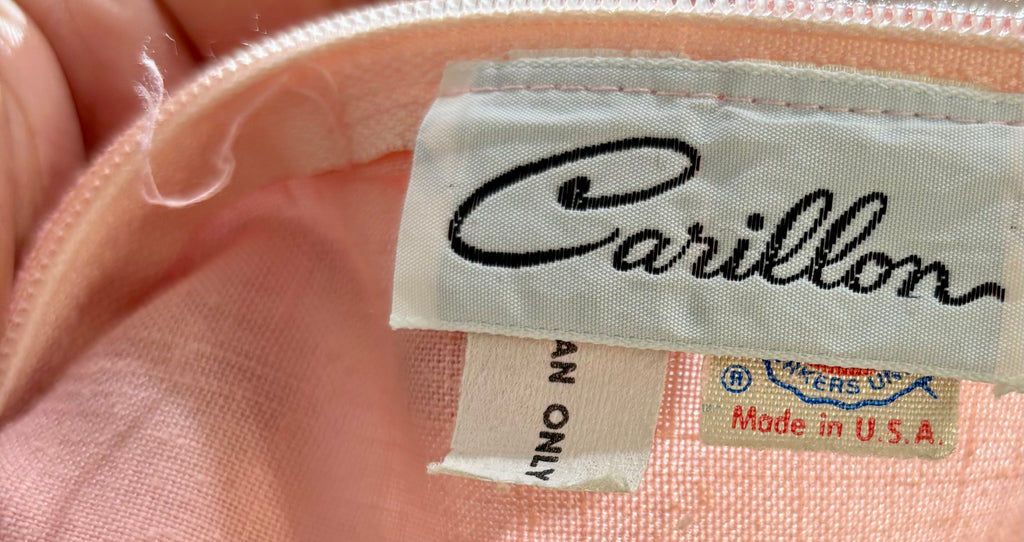 Carillon
AN ONLY
®
Made in U.S.A.